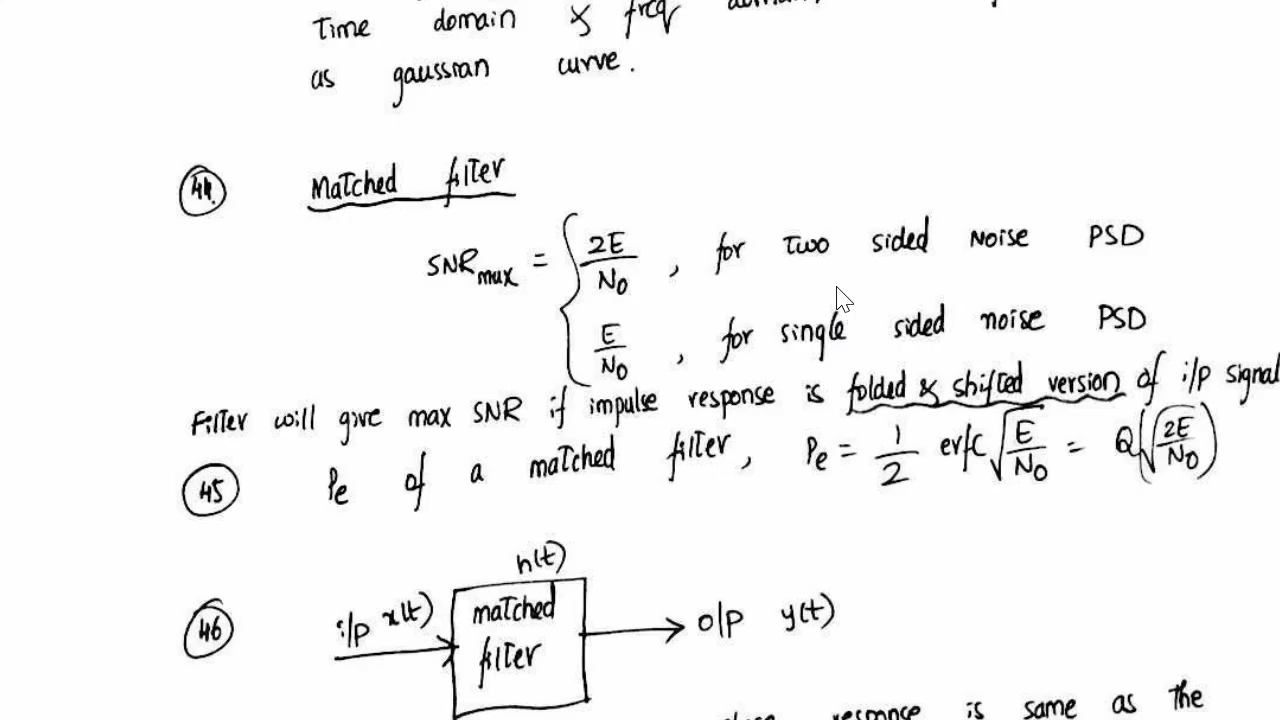 Time domain & freq
as gaussian curve.
44. Matched filter
SNRmax = { 2E/N0 , for Two sided Noise PSD
E/N0 , for single sided noise PSD
Filter will give max SNR if impulse response is folded & shifted version of i/p signal
45 Pe of a matched filter, Pe = 1/2 erfc √(E/N0) = Q(√(2E/N0))
h(t)
46 i/p x(t) matched filter o/p y(t)
response is same as the